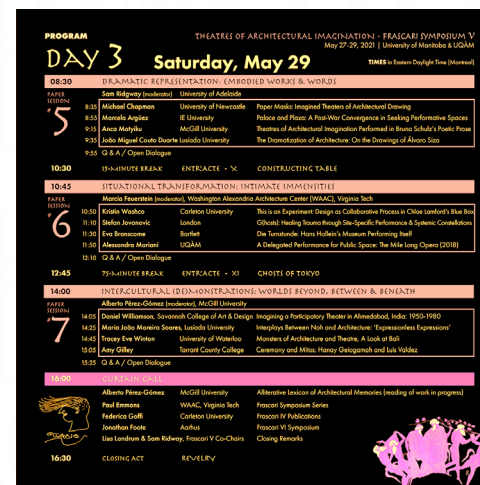 PROGRAM
THEATRES OF ARCHITECTURAL IMAGINATION - FRASCARI SYMPOSIUM V
May 27-29, 2021 | University of Manitoba & UQÀM
DAY 3
Saturday, May 29
TIMES in Eastern Daylight Time (Montreal)
08:30 DRAMATIC REPRESENTATION: EMBODIED WORKS & WORDS
PAPER SESSION # 5
Sam Ridgway (moderator) University of Adelaide
8:35 Michael Chapman University of Newcastle Paper Masks: Imagined Theatres of Architectural Drawing
8:55 Marcela Aragüez IE University Palace and Plaza: A Post-War Convergence in Seeking Performative Spaces
9:15 Anca Matyiku McGill University Theatres of Architectural Imagination Performed in Bruno Schulz's Poetic Prose
9:35 João Miguel Couto Duarte Lusíada University The Dramatization of Architecture: On the Drawings of Álvaro Siza
9:55 Q & A / Open Dialogue
10:30 15-MINUTE BREAK ENTR'ACTE - X CONSTRUCTING TABLE
10:45 SITUATIONAL TRANSFORMATION: INTIMATE IMMENSITIES
PAPER SESSION # 6
Marcia Feuerstein (moderator), Washington Alexandria Architecture Center (WAAC), Virginia Tech
10:50 Kristin Washco Carleton University This is an Experiment: Design as Collaborative Process in Chloe Lamford's Blue Box
11:10 Stefan Jovanovic London G(hosts): Healing Trauma through Site-Specific Performance & Systemic Constellations
11:30 Eva Branscome Bartlett Die Turnstunde: Hans Hollein's Museum Performing Itself
11:50 Alessandra Mariani UQÀM A Delegated Performance for Public Space: The Mile Long Opera (2018)
12:10 Q & A / Open Dialogue
12:45 75-MINUTE BREAK ENTR'ACTE - XI GHOSTS OF TOKYO
14:00 INTERCULTURAL (DE)MONSTRATIONS: WORLDS BEYOND, BETWEEN & BENEATH
PAPER SESSION # 7
Alberto Pérez-Gómez (moderator), McGill University
14:05 Daniel Williamson, Savannah College of Art & Design Imagining a Participatory Theater in Ahmedabad, India: 1950-1980
14:25 Maria João Moreira Soares, Lusíada University Interplays Between Noh and Architecture: 'Expressionless Expressions'
14:45 Tracey Eve Winton University of Waterloo Monsters of Architecture and Theatre, A Look at Bali
15:05 Amy Gilley Tarrant County College Ceremony and Mitos: Hanay Geiogamah and Luis Valdez
15:25 Q & A / Open Dialogue
16:00 CURTAIN CALL
Alberto Pérez-Gómez McGill University Alliterative Lexicon of Architectural Memories (reading of work in progress)
Paul Emmons WAAC, Virginia Tech Frascari Symposium Series
Federica Goffi Carleton University Frascari IV Publications
Jonathan Foote Aarhus Frascari VI Symposium
Lisa Landrum & Sam Ridgway, Frascari V Co-Chairs Closing Remarks
16:30 CLOSING ACT REVELRY